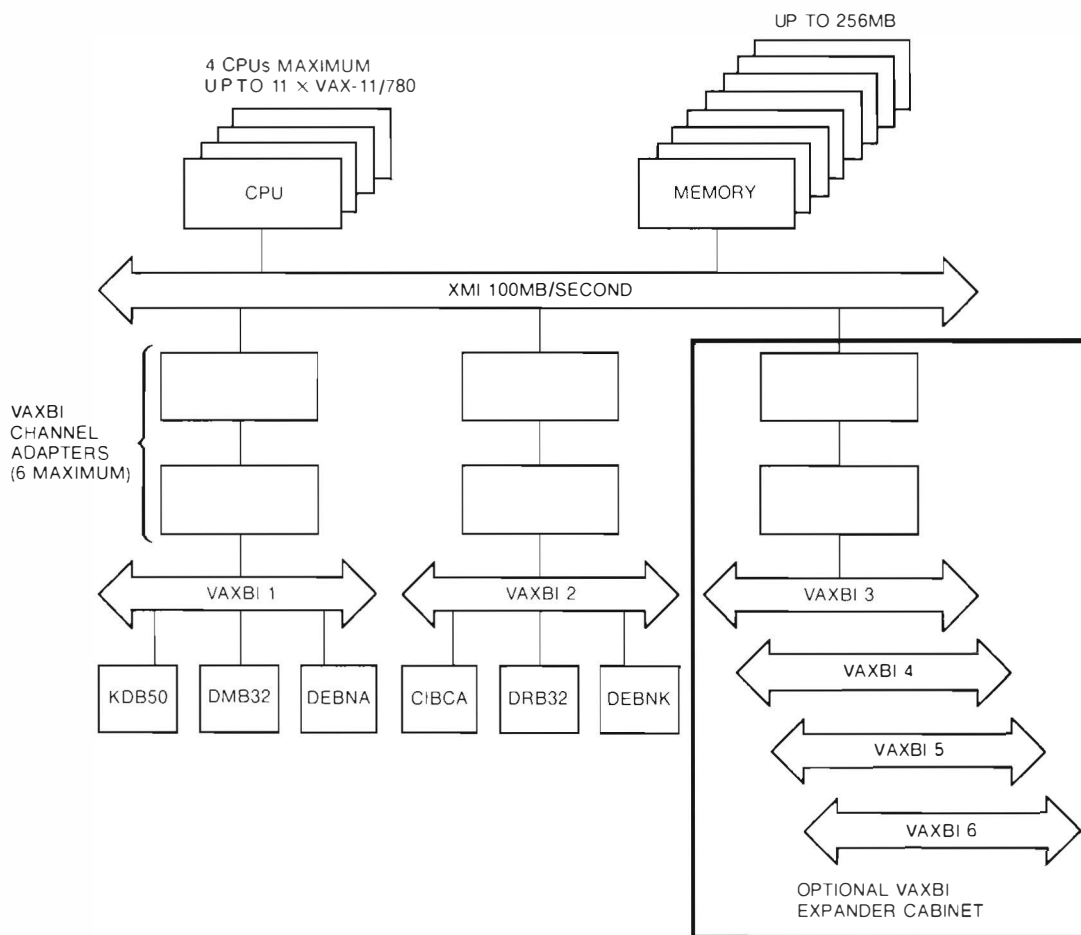 UP TO 256MB
4 CPUs MAXIMUM
UP TO 11 × VAX-11/780
CPU
MEMORY
XMI 100MB/SECOND
VAXBI
CHANNEL
ADAPTERS
(6 MAXIMUM)
VAXBI 1
VAXBI 2
VAXBI 3
KDB50
DMB32
DEBNA
CIBCA
DRB32
DEBNK
VAXBI 4
VAXBI 5
VAXBI 6
OPTIONAL VAXBI
EXPANDER CABINET